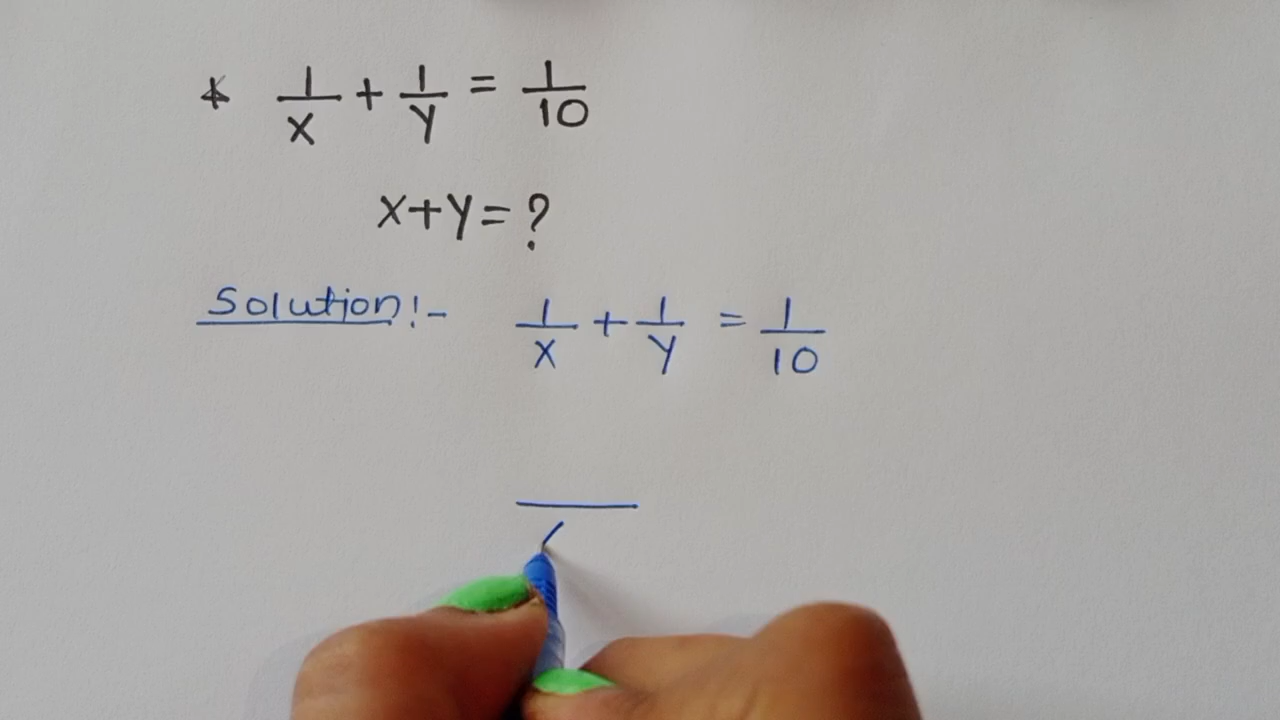 * 1/x + 1/y = 1/10
x+y=?
Solution!- 1/x + 1/y = 1/10